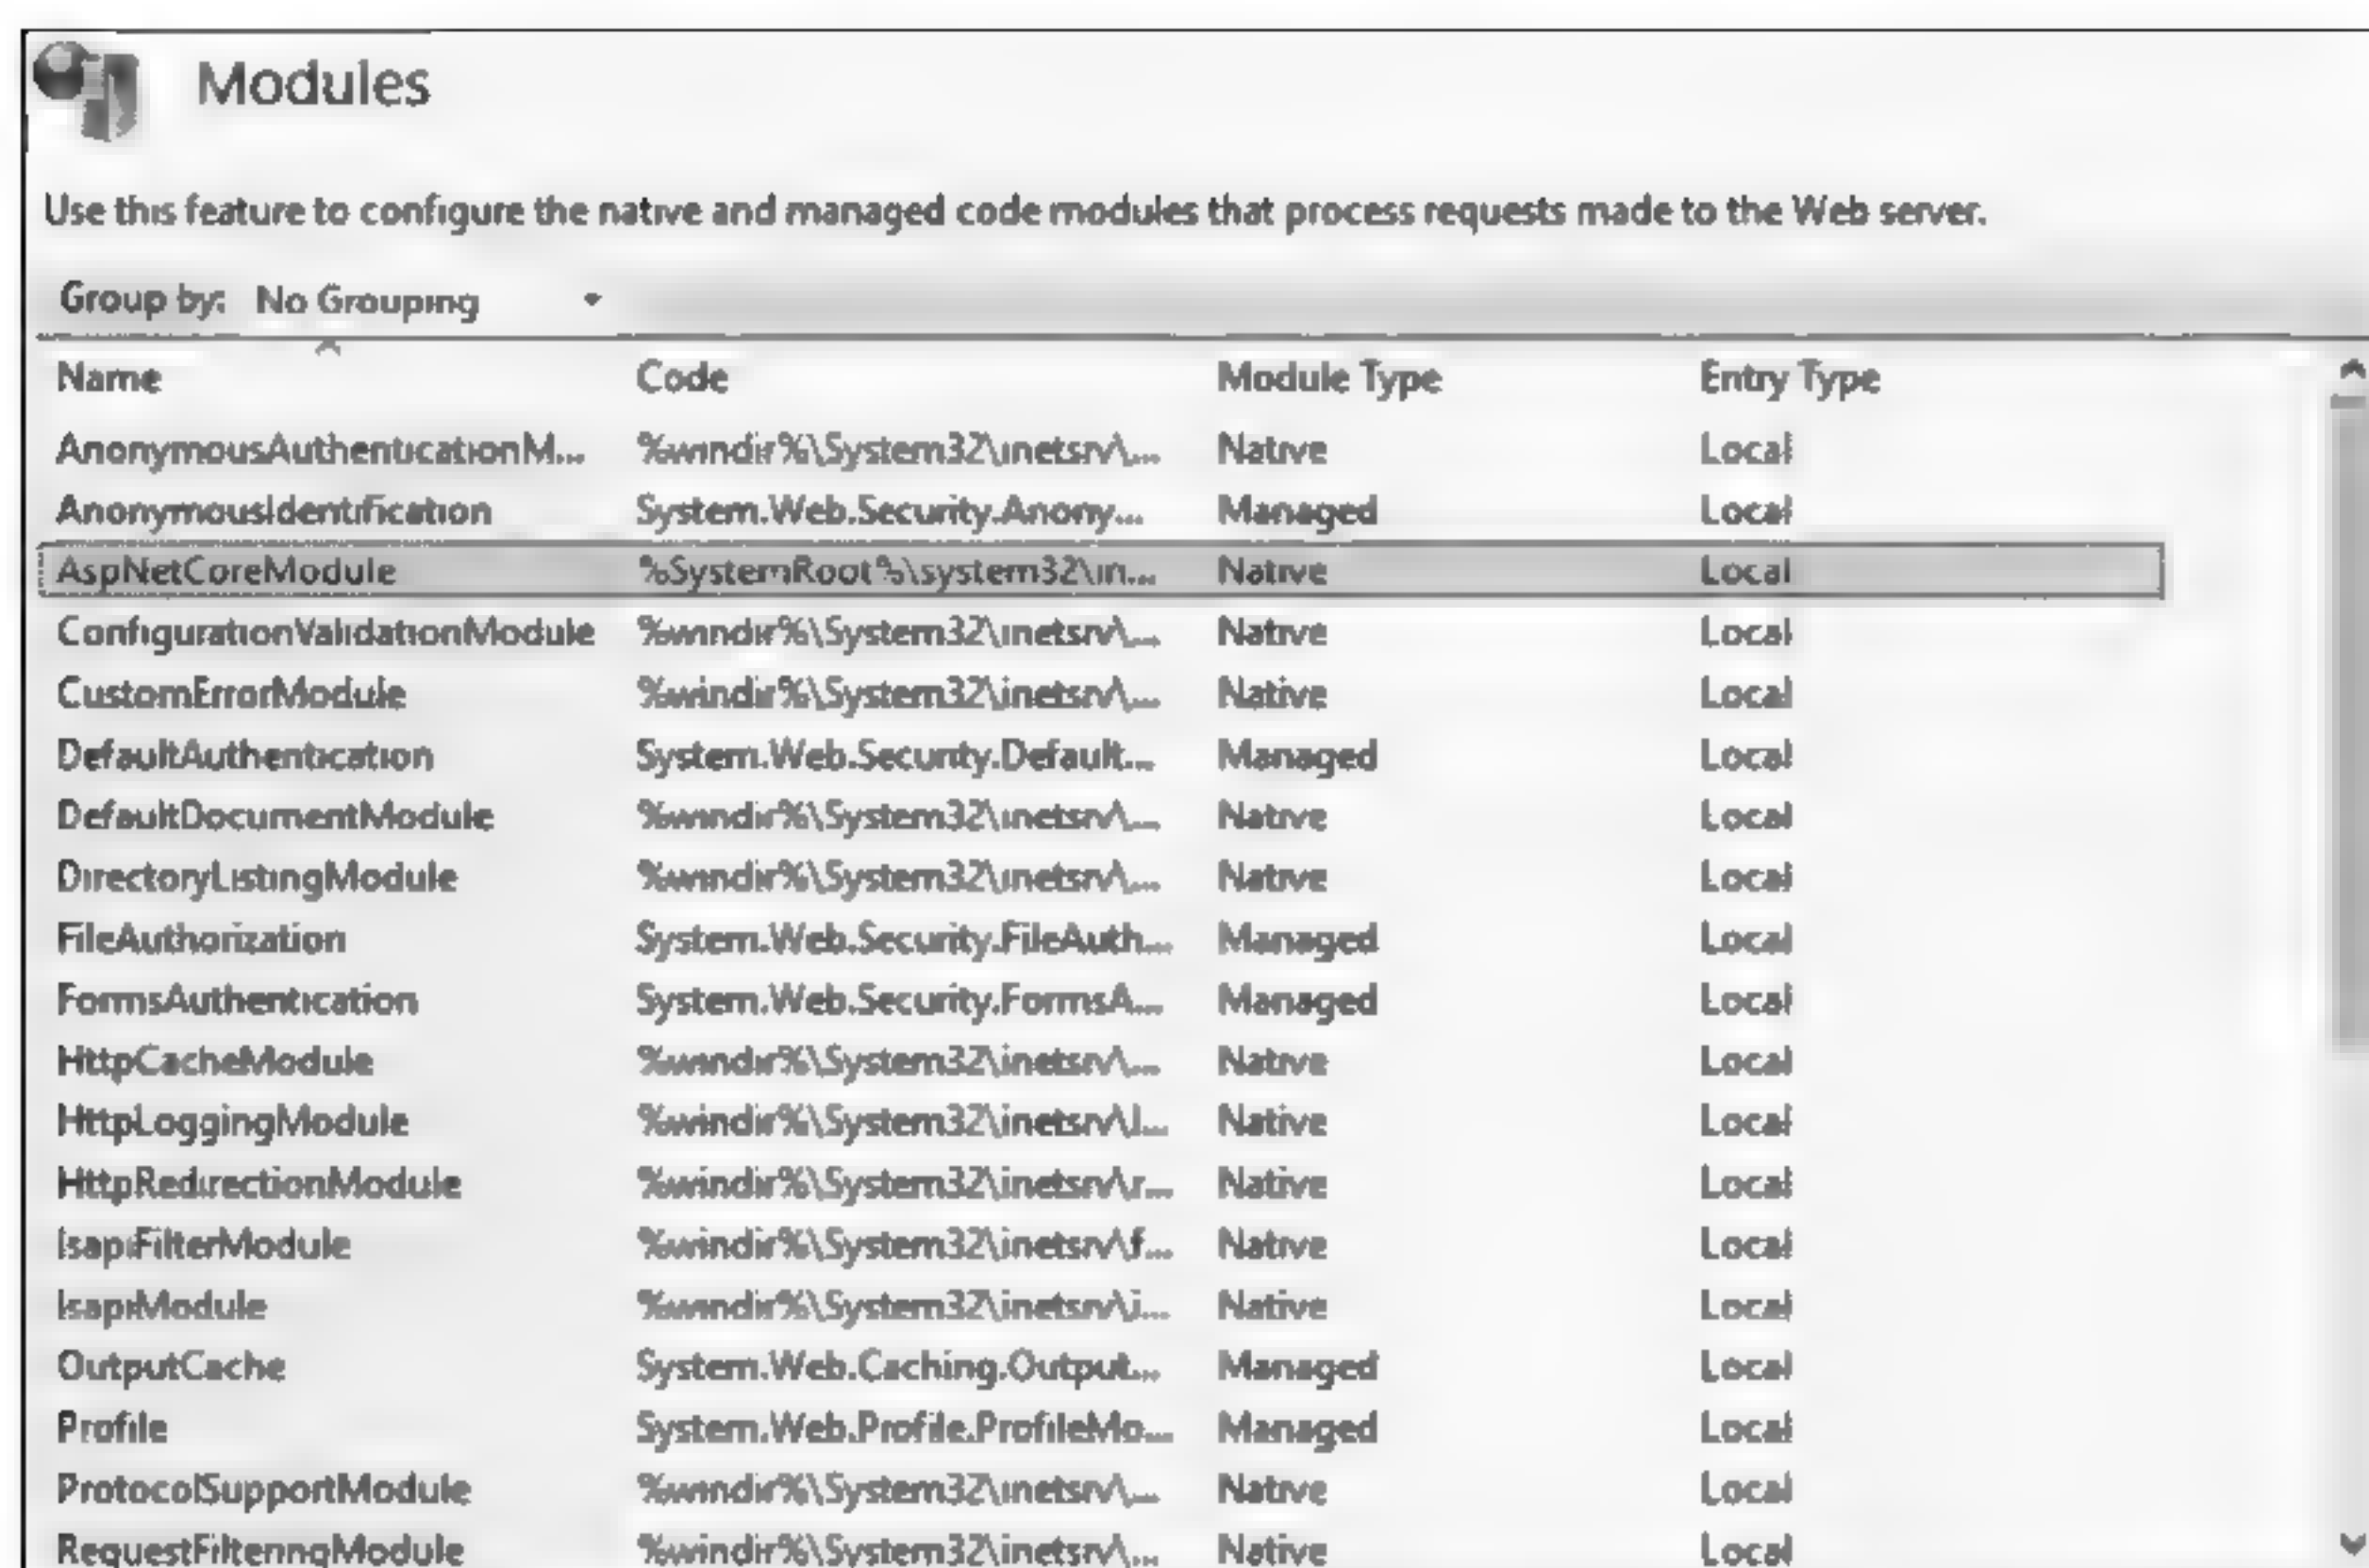 Modules
Use this feature to configure the native and managed code modules that process requests made to the Web server.
Group by: No Grouping
Name Code Module Type Entry Type
AnonymousAuthenticationM... %windir%\System32\inetsrv\... Native Local
AnonymousIdentification System.Web.Security.Anony... Managed Local
AspNetCoreModule %SystemRoot%\system32\in... Native Local
ConfigurationValidationModule %windir%\System32\inetsrv\... Native Local
CustomErrorModule %windir%\System32\inetsrv\... Native Local
DefaultAuthentication System.Web.Security.Default... Managed Local
DefaultDocumentModule %windir%\System32\inetsrv\... Native Local
DirectoryListingModule %windir%\System32\inetsrv\... Native Local
FileAuthorization System.Web.Security.FileAuth... Managed Local
FormsAuthentication System.Web.Security.FormsA... Managed Local
HttpCacheModule %windir%\System32\inetsrv\... Native Local
HttpLoggingModule %windir%\System32\inetsrv\l... Native Local
HttpRedirectionModule %windir%\System32\inetsrv\r... Native Local
IsapiFilterModule %windir%\System32\inetsrv\f... Native Local
IsapiModule %windir%\System32\inetsrv\i... Native Local
OutputCache System.Web.Caching.Output... Managed Local
Profile System.Web.Profile.ProfileMo... Managed Local
ProtocolSupportModule %windir%\System32\inetsrv\... Native Local
RequestFilteringModule %windir%\System32\inetsrv\... Native Local